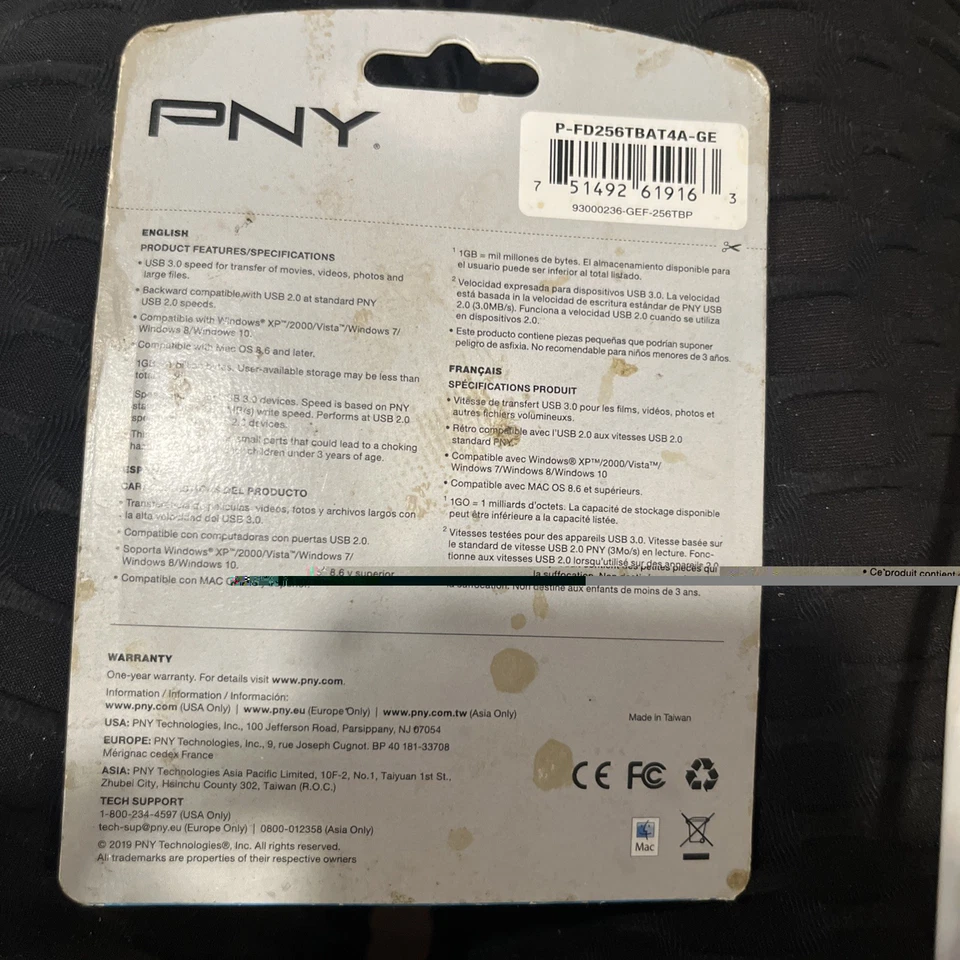 PNY®
P-FD256TBAT4A-GE
7 51492 61916 3
93000236-GEF-256TBP
ENGLISH
PRODUCT FEATURES/SPECIFICATIONS
• USB 3.0 speed for transfer of movies, videos, photos and
large files.
• Backward compatible with USB 2.0 at standard PNY
USB 2.0 speeds.
• Compatible with Windows® XP™/2000/Vista™/Windows 7/
Windows 8/Windows 10.
• Compatible with Mac OS 8.6 and later.
User-available storage may be less than
3.0 devices. Speed is based on PNY
write speed. Performs at USB 2.0
devices.
small parts that could lead to a choking
children under 3 years of age.
DEL PRODUCTO
videos, fotos y archivos largos con
la alta velocidad del USB 3.0.
• Compatible con computadoras con puertas USB 2.0.
• Soporta Windows® XP™/2000/Vista™/Windows 7/
Windows 8/Windows 10.
• Compatible con MAC 8.6 y superior
¹ 1GB = mil millones de bytes. El almacenamiento disponible para
el usuario puede ser inferior al total listado.
² Velocidad expresada para dispositivos USB 3.0. La velocidad
está basada in la velocidad de escritura estándar de PNY USB
2.0 (3.0MB/s). Funciona a velocidad USB 2.0 cuando se utiliza
en dispositivos 2.0.
• Este producto contiene piezas pequeñas que podrían suponer
peligro de asfixia. No recomendable para niños menores de 3 años.
FRANÇAIS
SPÉCIFICATIONS PRODUIT
• Vitesse de transfert USB 3.0 pour les films, vidéos, photos et
autres fichiers volumineuxs.
• Rétro compatible avec l'USB 2.0 aux vitesses USB 2.0
standard PNY.
• Compatible avec Windows® XP™/2000/Vista™/
Windows 7/Windows 8/Windows 10
• Compatible avec MAC OS 8.6 et supérieurs.
¹ 1GO = 1 milliards d'octets. La capacité de stockage disponible
peut être inférieure a la capacité listée.
² Vitesses testées pour des appareils USB 3.0. Vitesse basée sur
le standard de vitesse USB 2.0 PNY (3Mo/s) en lecture. Fonc-
tionne aux vitesses USB 2.0 lorsqu'utilisé sur des appareils 2.0
• Ce produit contient des petites pièces qui
la suffocation. Non destiné aux enfants de moins de 3 ans.
WARRANTY
One-year warranty. For details visit www.pny.com.
Information / Information / Información:
www.pny.com (USA Only) | www.pny.eu (Europe Only) | www.pny.com.tw (Asia Only)
USA: PNY Technologies, Inc., 100 Jefferson Road, Parsippany, NJ 07054
EUROPE: PNY Technologies, Inc., 9, rue Joseph Cugnot. BP 40 181-33708
Mérignac cedex France
ASIA: PNY Technologies Asia Pacific Limited, 10F-2, No.1, Taiyuan 1st St.,
Zhubei City, Hsinchu County 302, Taiwan (R.O.C.)
TECH SUPPORT
1-800-234-4597 (USA Only)
tech-sup@pny.eu (Europe Only) | 0800-012358 (Asia Only)
© 2019 PNY Technologies®, Inc. All rights reserved.
All trademarks are properties of their respective owners
Made in Taiwan
CE FC
Mac